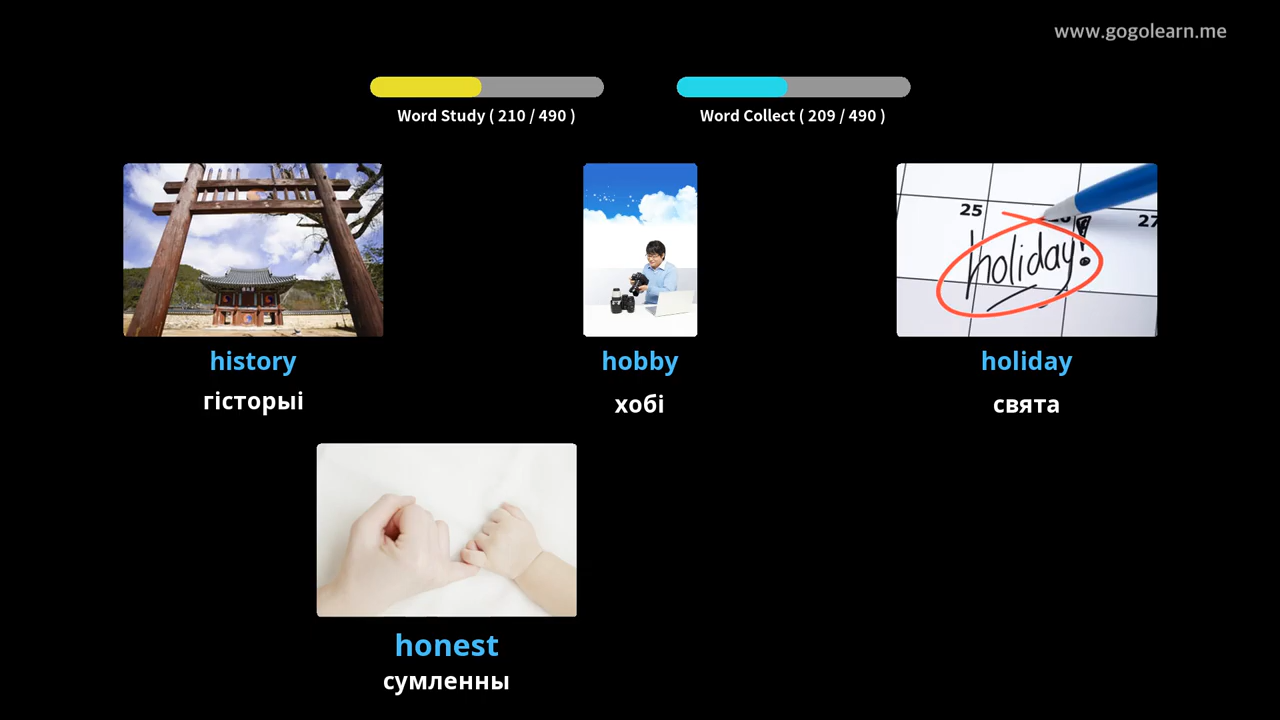 www.gogolearn.me
Word Study ( 210 / 490 )
Word Collect ( 209 / 490 )
25
27
holiday!
history
hobby
holiday
гісторыі
хобі
свята
honest
сумленны